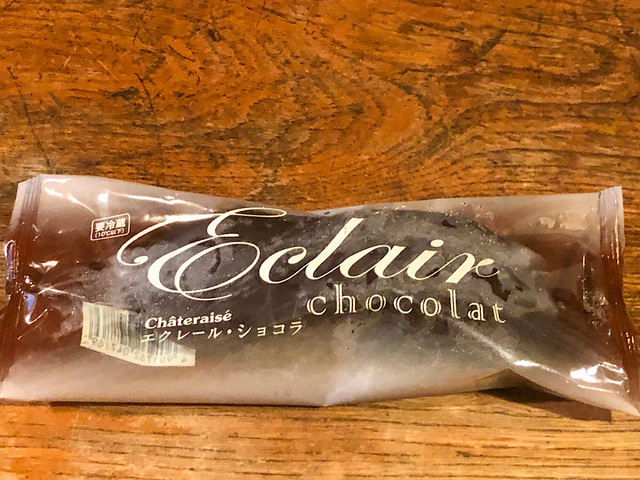 要冷蔵
(10℃以下)
Eclair
chocolat
Châteraisé
エクレール・ショコラ